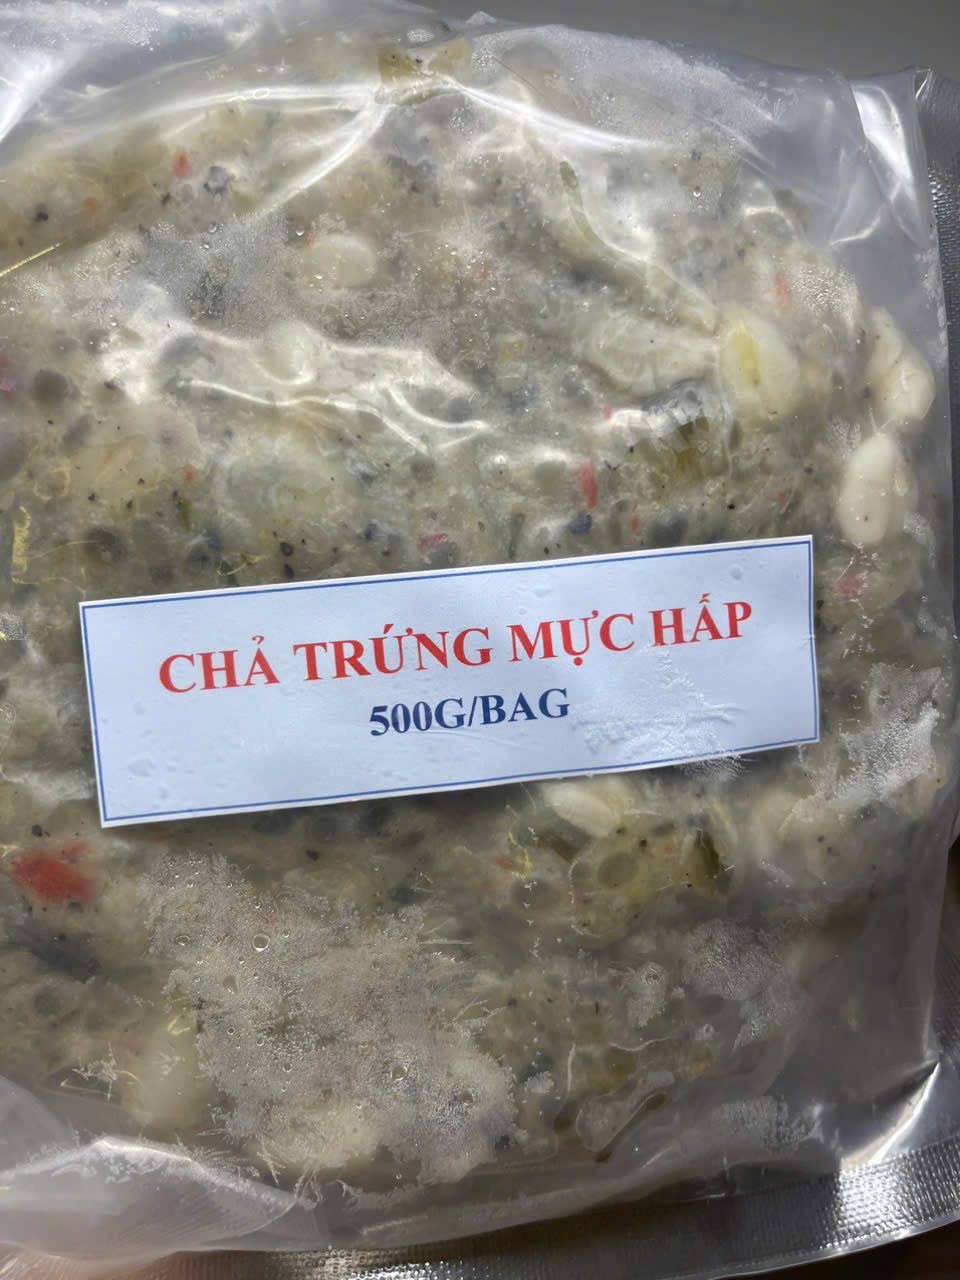 CHẢ TRỨNG MỰC HẤP
500G/BAG